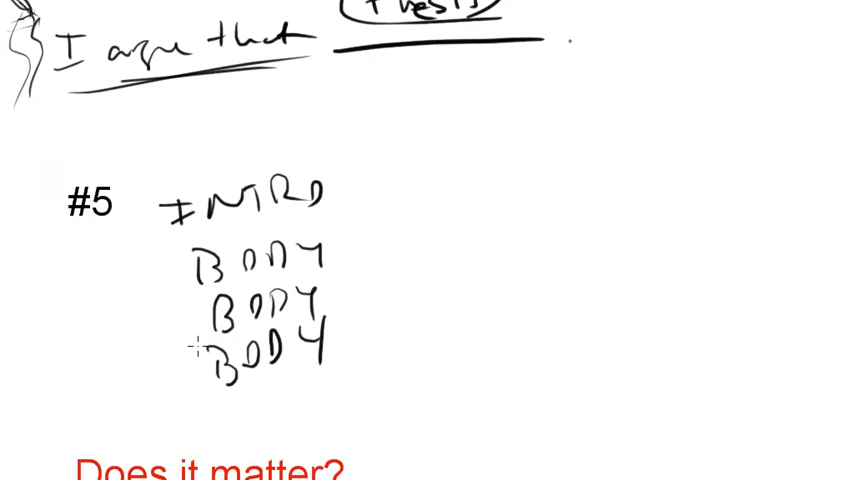 thesis
I argue that
#5 INTRO
BODY
BODY
BODY
Does it matter?